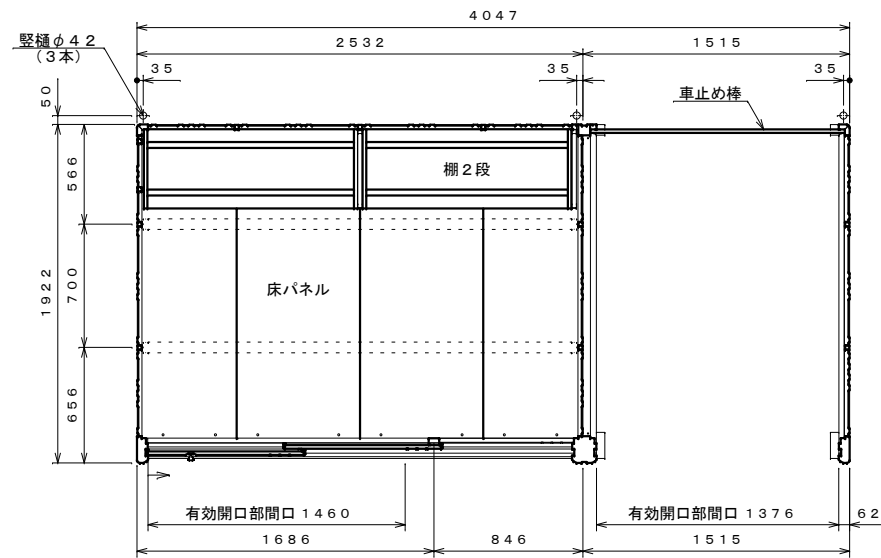 4047
竪樋φ42
(3本)
2532
1515
35
35
35
車止め棒
50
566
棚2段
1922
700
床パネル
656
有効開口部間口1460
有効開口部間口1376
62
1686
846
1515